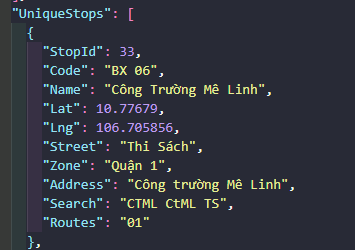 "UniqueStops": [
{
"StopId": 33,
"Code": "BX 06",
"Name": "Công Trường Mê Linh",
"Lat": 10.77679,
"Lng": 106.705856,
"Street": "Thi Sách",
"Zone": "Quận 1",
"Address": "Công trường Mê Linh",
"Search": "CTML CtML TS",
"Routes": "01"
},